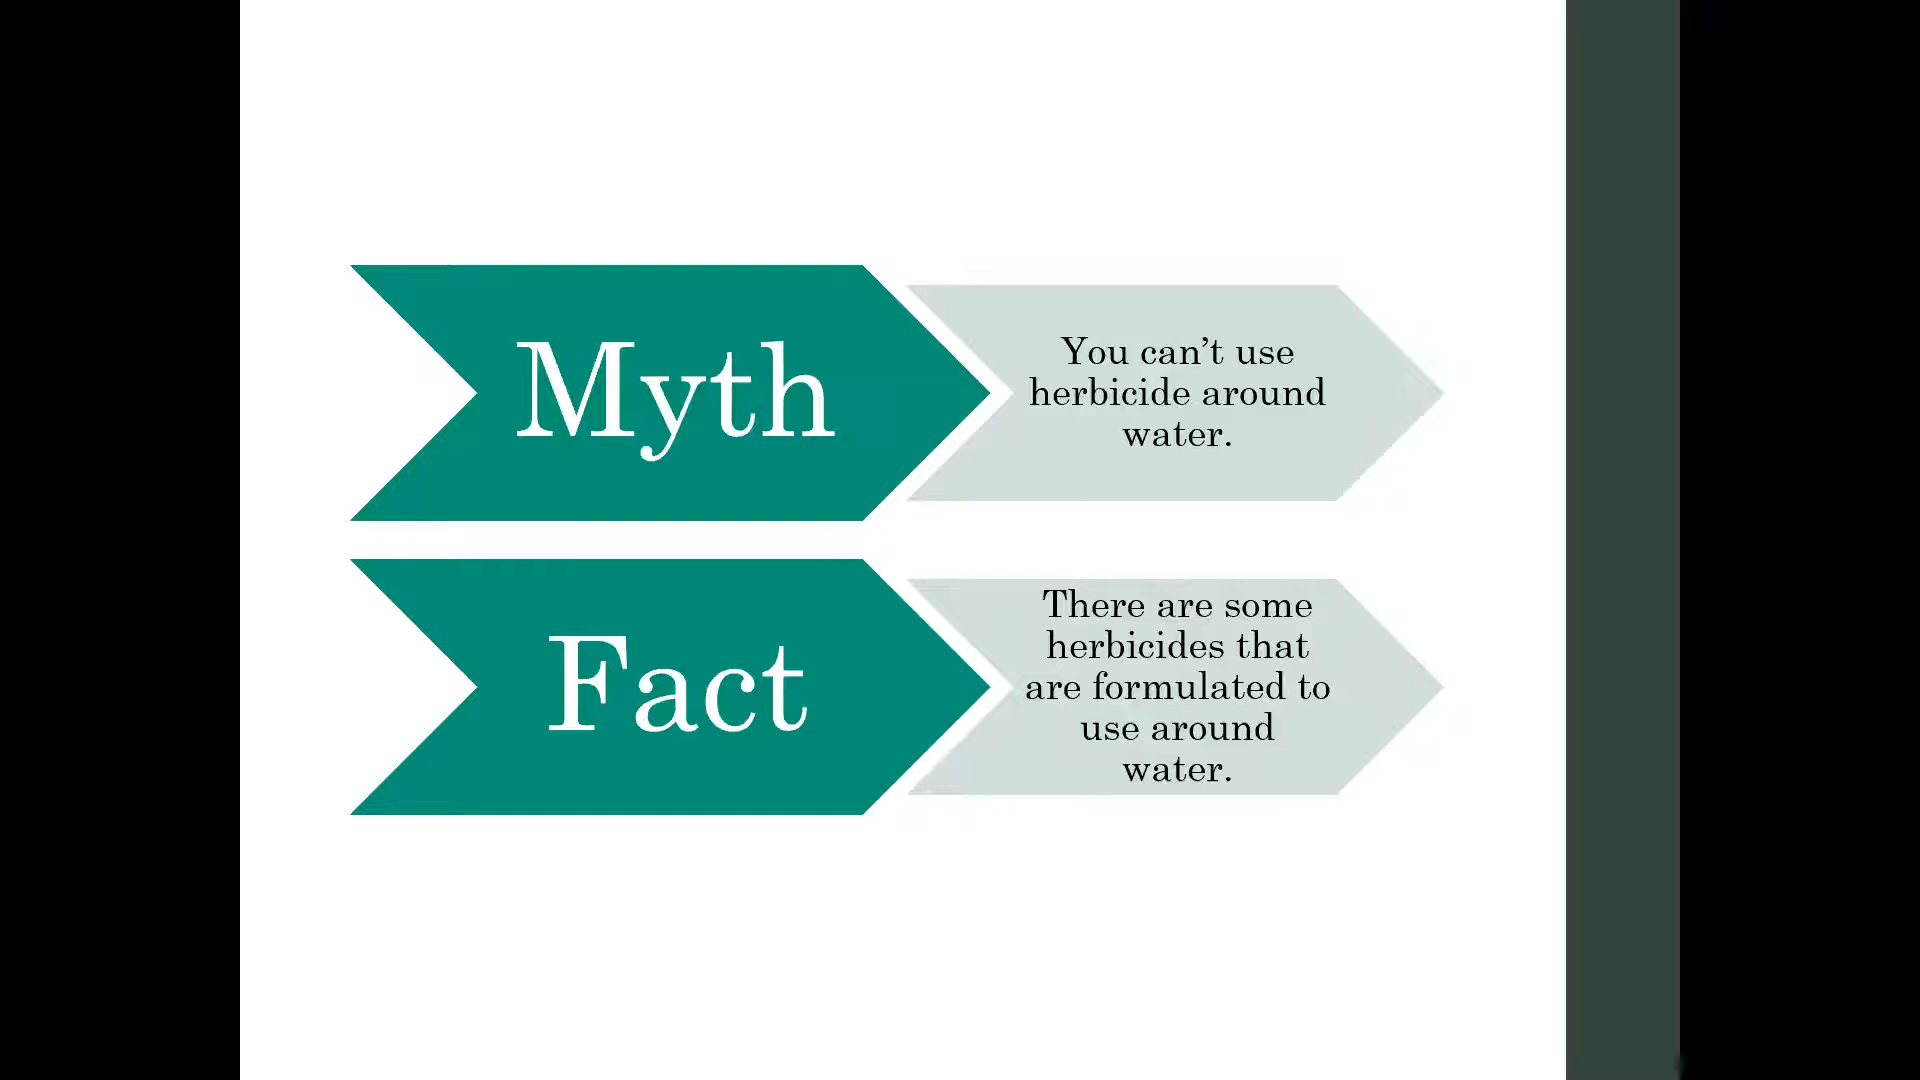 Myth
You can’t use
herbicide around
water.
Fact
There are some
herbicides that
are formulated to
use around
water.